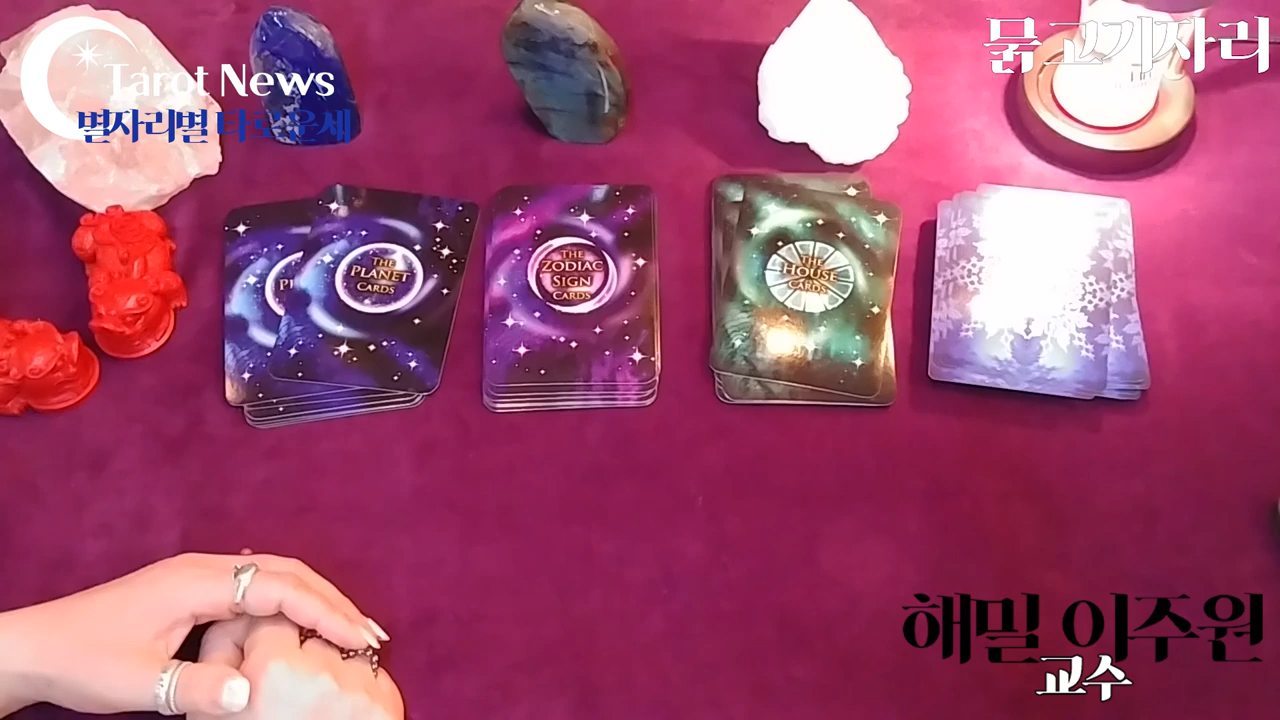 Tarot News
별자리별 타로운세
묽고기자리
THE
PLANET
CARDS
THE
ZODIAC
SIGN
CARDS
THE
HOUSE
CARDS
해밀 이주원
교수